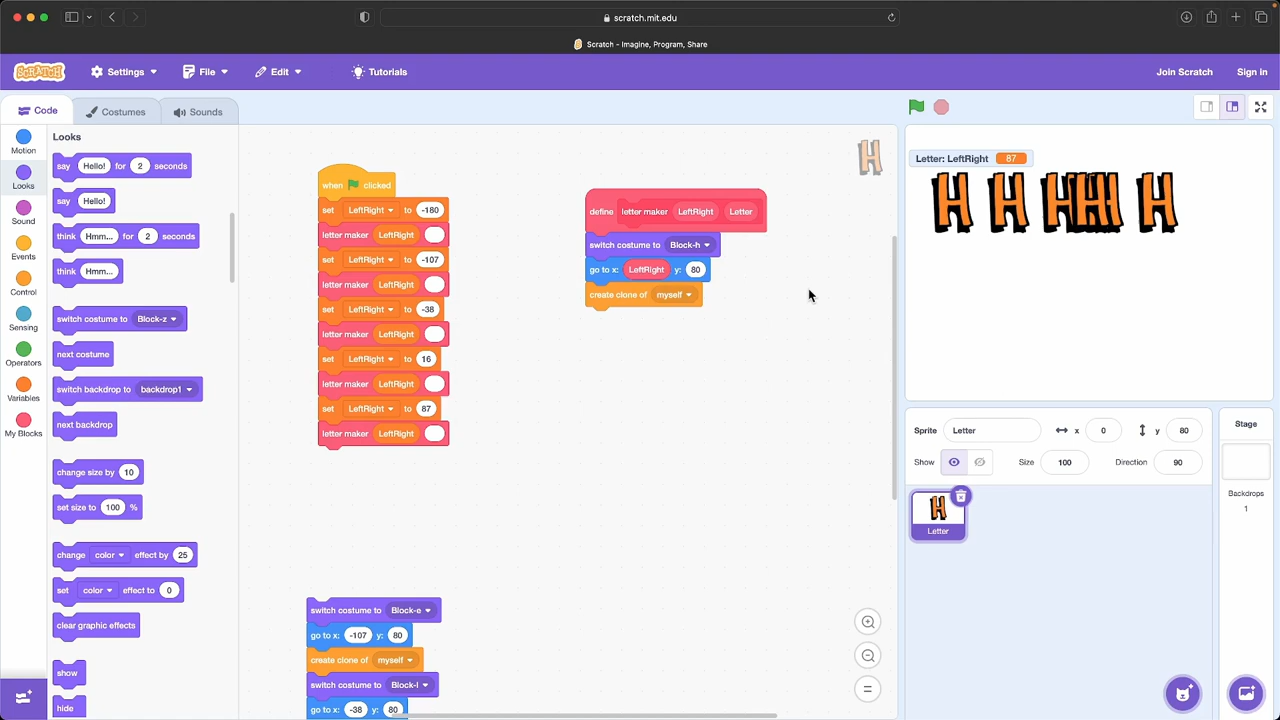 scratch.mit.edu
Scratch - Imagine, Program, Share
SCRATCH
Settings
File
Edit
Tutorials
Join Scratch
Sign in
Code
Costumes
Sounds
Motion
Looks
Sound
Events
Control
Sensing
Operators
Variables
My Blocks
Looks
say Hello! for 2 seconds
say Hello!
think Hmm... for 2 seconds
think Hmm...
switch costume to Block-z
next costume
switch backdrop to backdrop1
next backdrop
change size by 10
set size to 100 %
change color effect by 25
set color effect to 0
clear graphic effects
show
hide
when clicked
set LeftRight to -180
letter maker LeftRight
set LeftRight to -107
letter maker LeftRight
set LeftRight to -38
letter maker LeftRight
set LeftRight to 16
letter maker LeftRight
set LeftRight to 87
letter maker LeftRight
define letter maker LeftRight Letter
switch costume to Block-h
go to x: LeftRight y: 80
create clone of myself
switch costume to Block-e
go to x: -107 y: 80
create clone of myself
switch costume to Block-l
go to x: -38 y: 80
H
Letter: LeftRight 87
H H H H H H
Sprite Letter x 0 y 80
Show Size 100 Direction 90
H
Letter
Stage
Backdrops
1